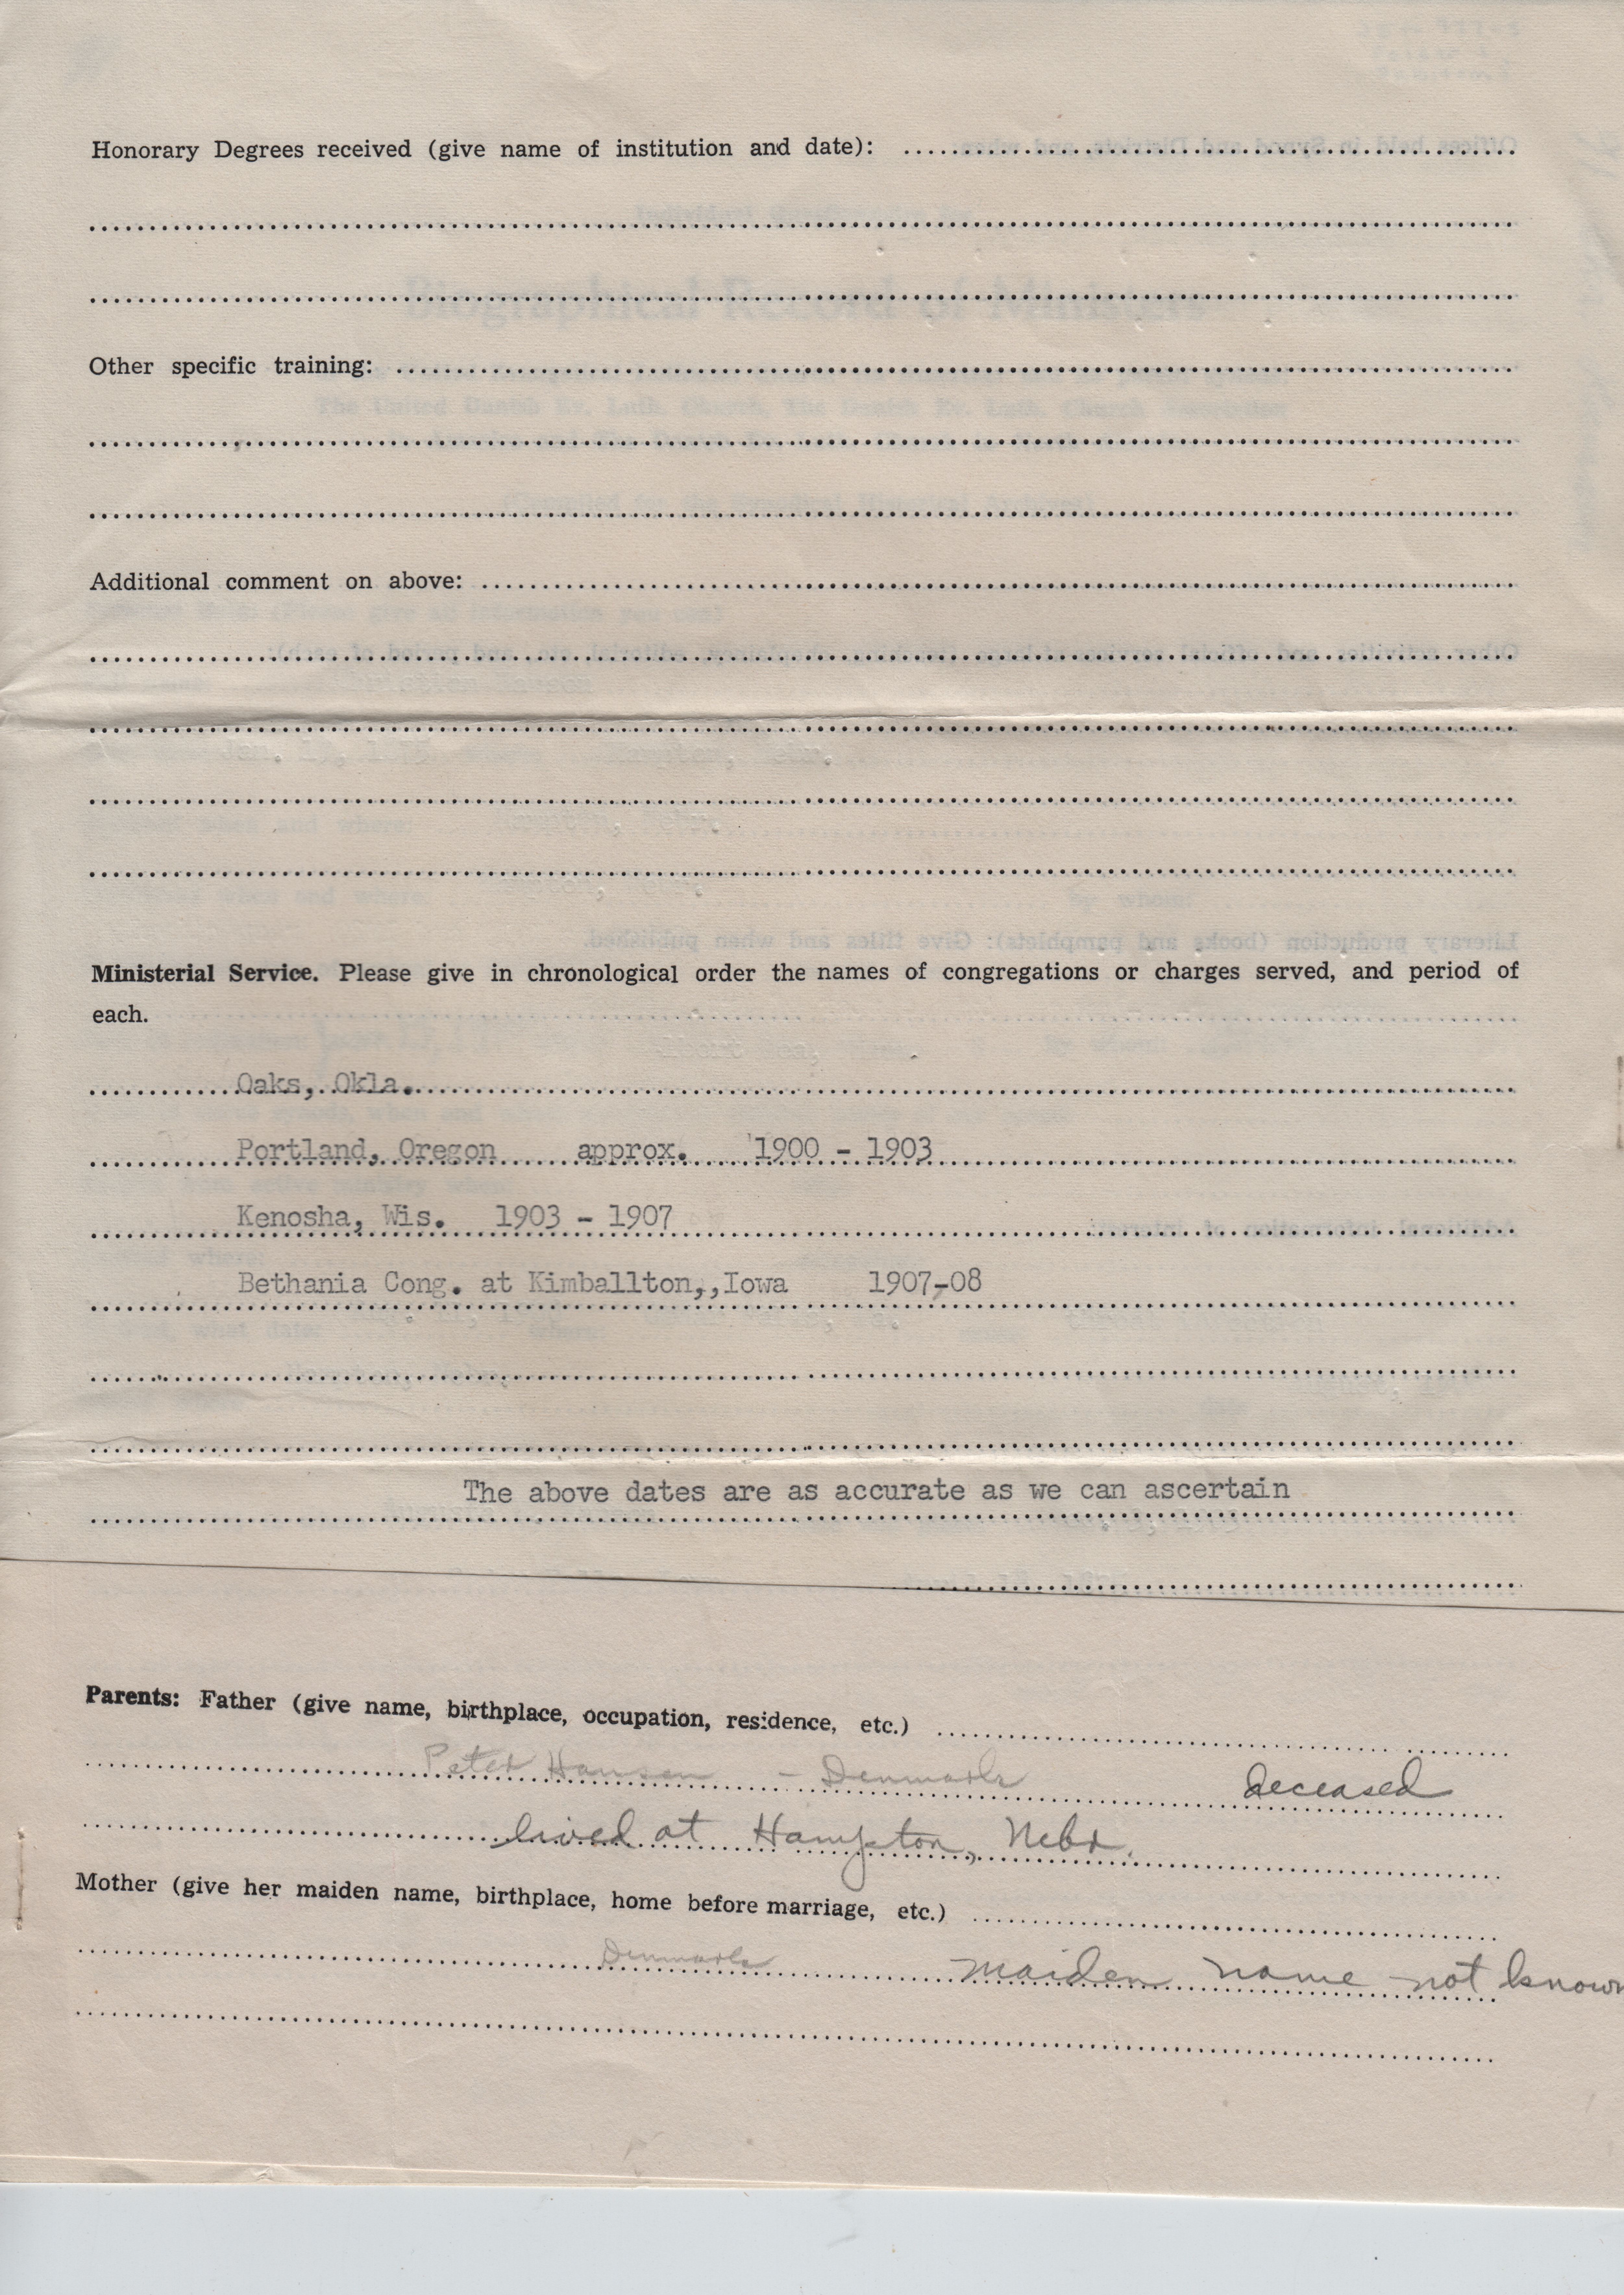 Honorary Degrees received (give name of institution and date):
Other specific training:
Additional comment on above:
Ministerial Service. Please give in chronological order the names of congregations or charges served, and period of
each.
Oaks, Okla.
Portland, Oregon approx. 1900 - 1903
Kenosha, Wis. 1903 - 1907
Bethania Cong. at Kimballton,,Iowa 1907-08
The above dates are as accurate as we can ascertain
Parents: Father (give name, birthplace, occupation, residence, etc.)
Peter Hansen - Denmark deceased
lived at Hampton, Nebr.
Mother (give her maiden name, birthplace, home before marriage, etc.)
Denmark maiden name not known